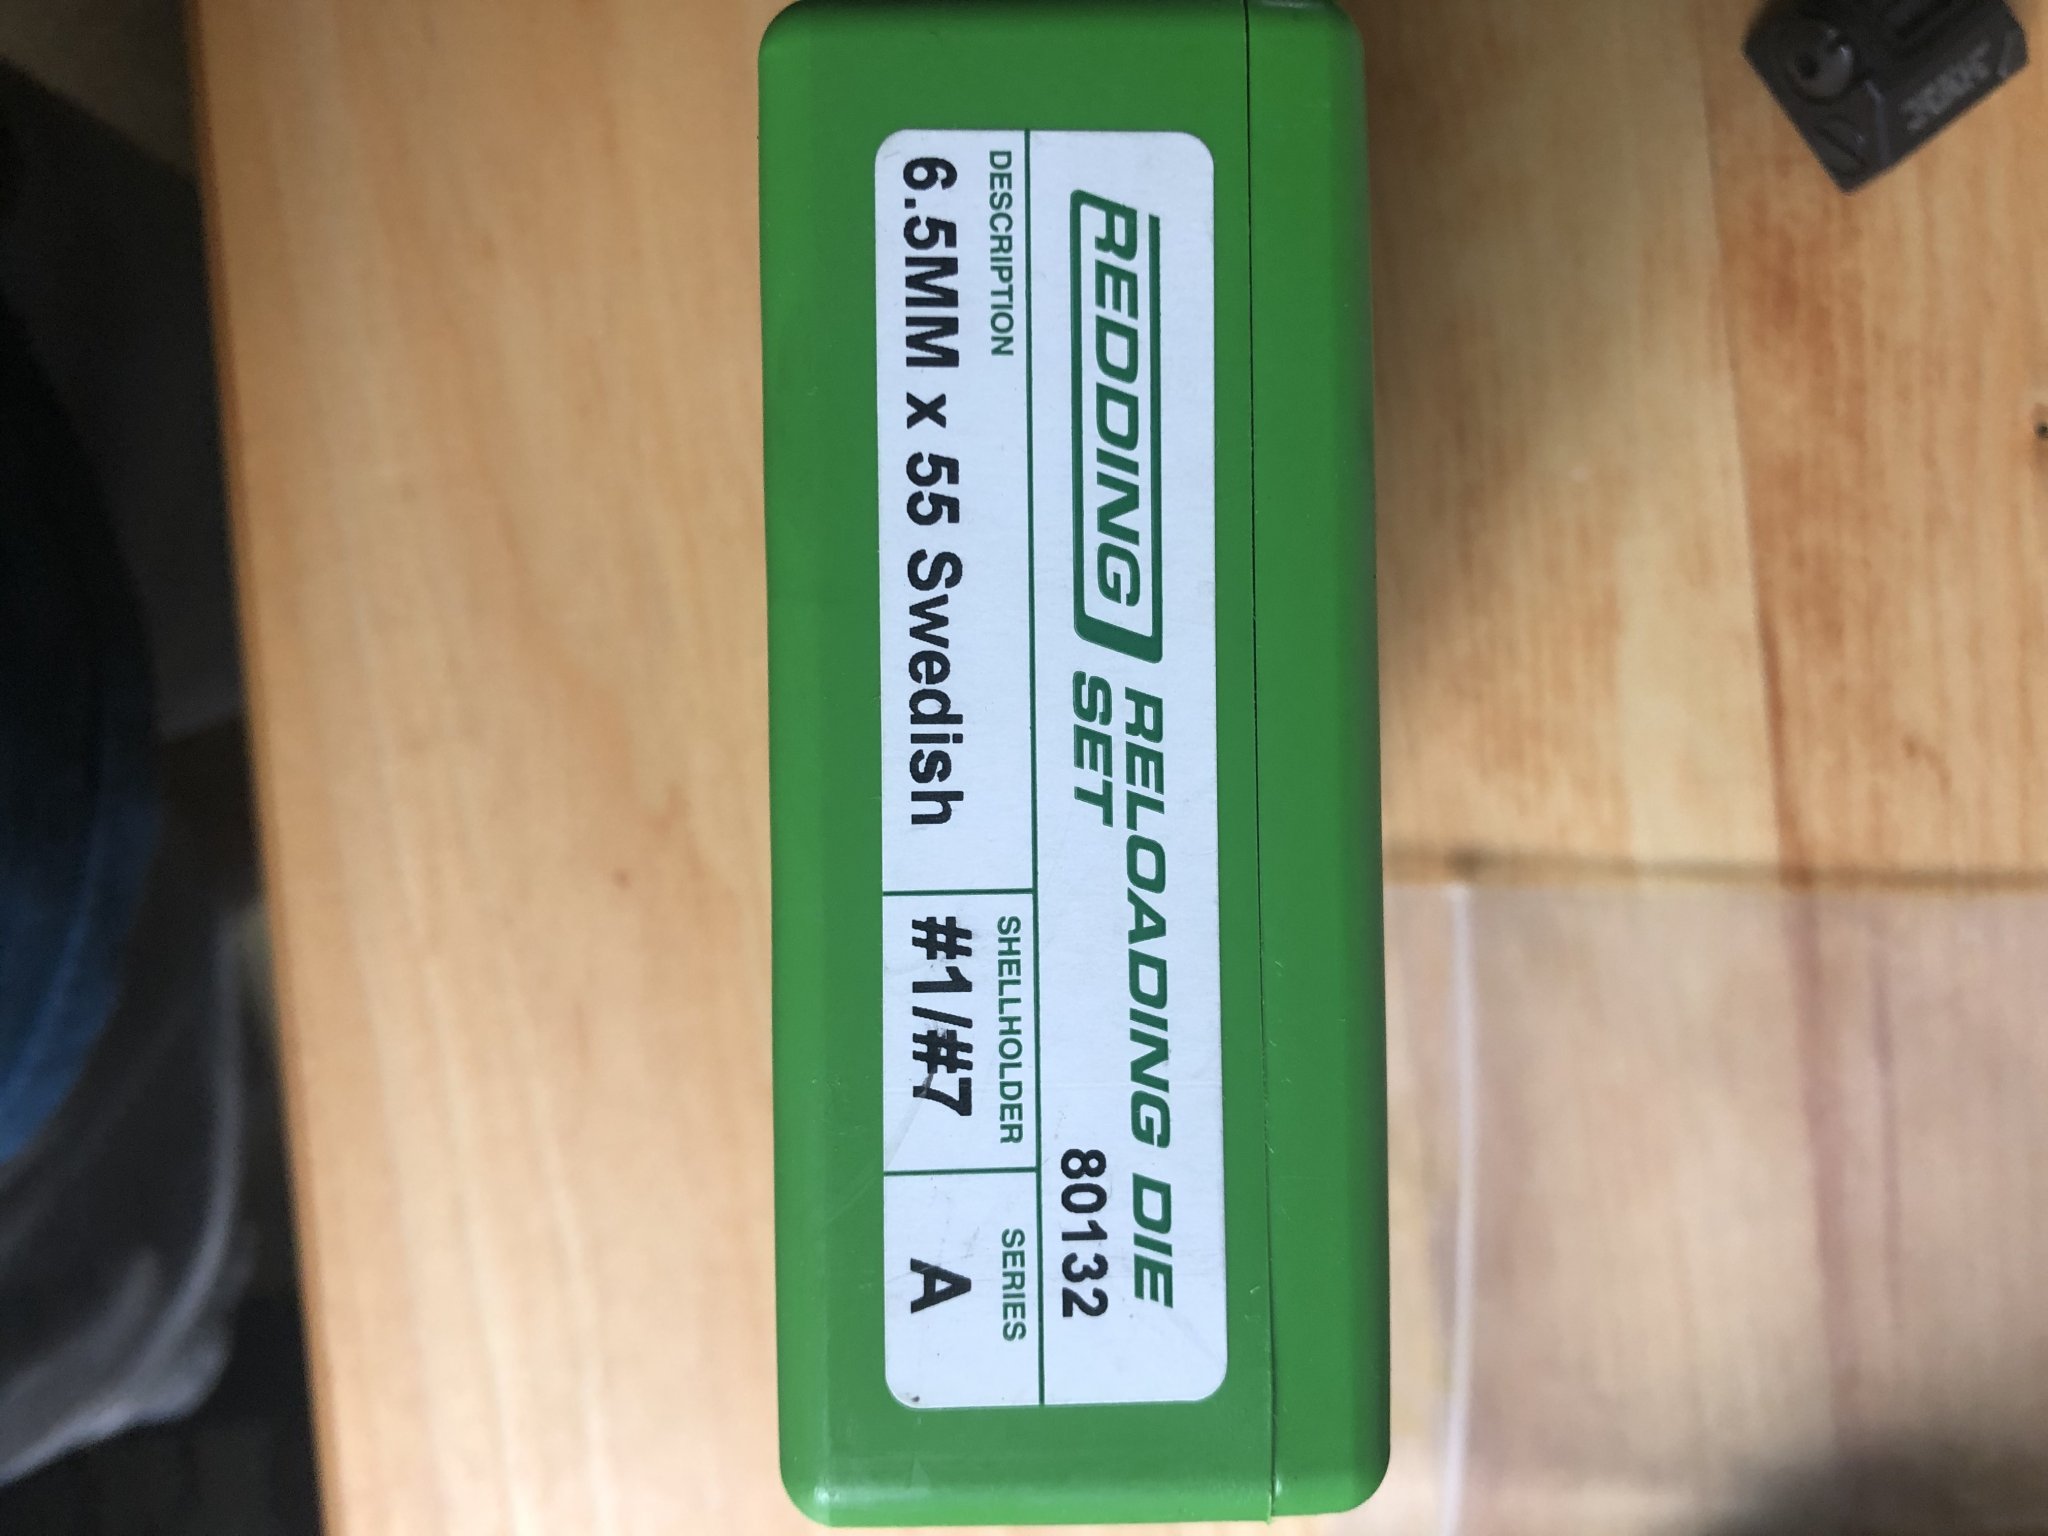 REDDING RELOADING DIE
SET 80132
DESCRIPTION SHELLHOLDER SERIES
6.5MM x 55 Swedish #1/#7 A